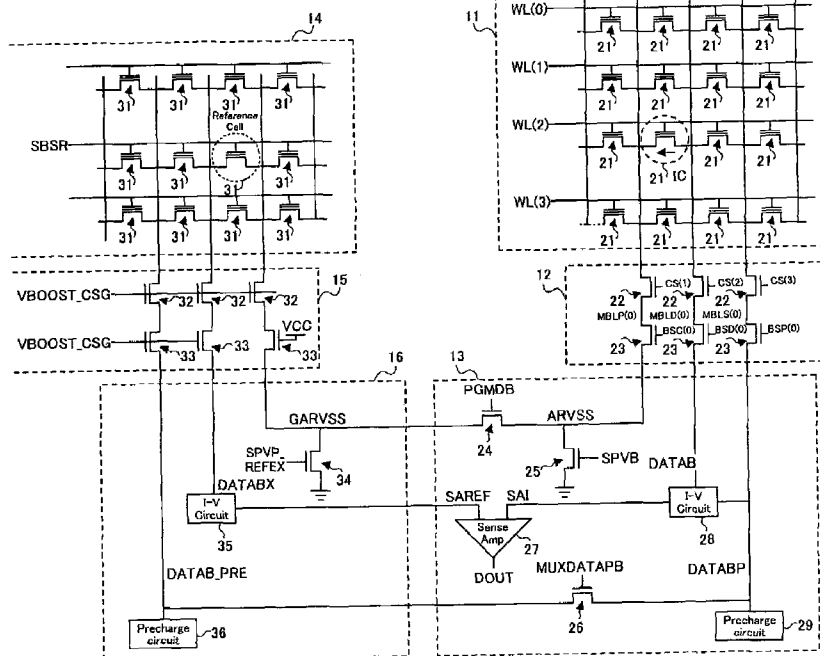 14
11
WL(0)
21 21 21 21
WL(1)
31 31 31 31
21 21 21 21
Reference
Cell
WL(2)
SBSR
31 31 31 31
21 21 IC 21 21
WL(3)
31 31 31 31
21 21 21 21
15
12
VBOOST_CSG
32 32 32
22 CS(1) 22 CS(2) 22 CS(3)
MBLP(0) MBLD(0) MBLS(0)
VCC
VBOOST_CSG
33 33 33
BSC(0) BSD(0) BSP(0)
23 23 23
16
13
PGMDB
GARVSS
ARVSS
24
SPVP_
REFEX
34
25
SPVB
DATABX
DATAB
I-V
Circuit
35
SAREF SAI
I-V
Circuit
28
Sense
Amp
27
DOUT
DATAB_PRE
MUXDATAPB
DATABP
26
Precharge
circuit
36
Precharge
circuit
29